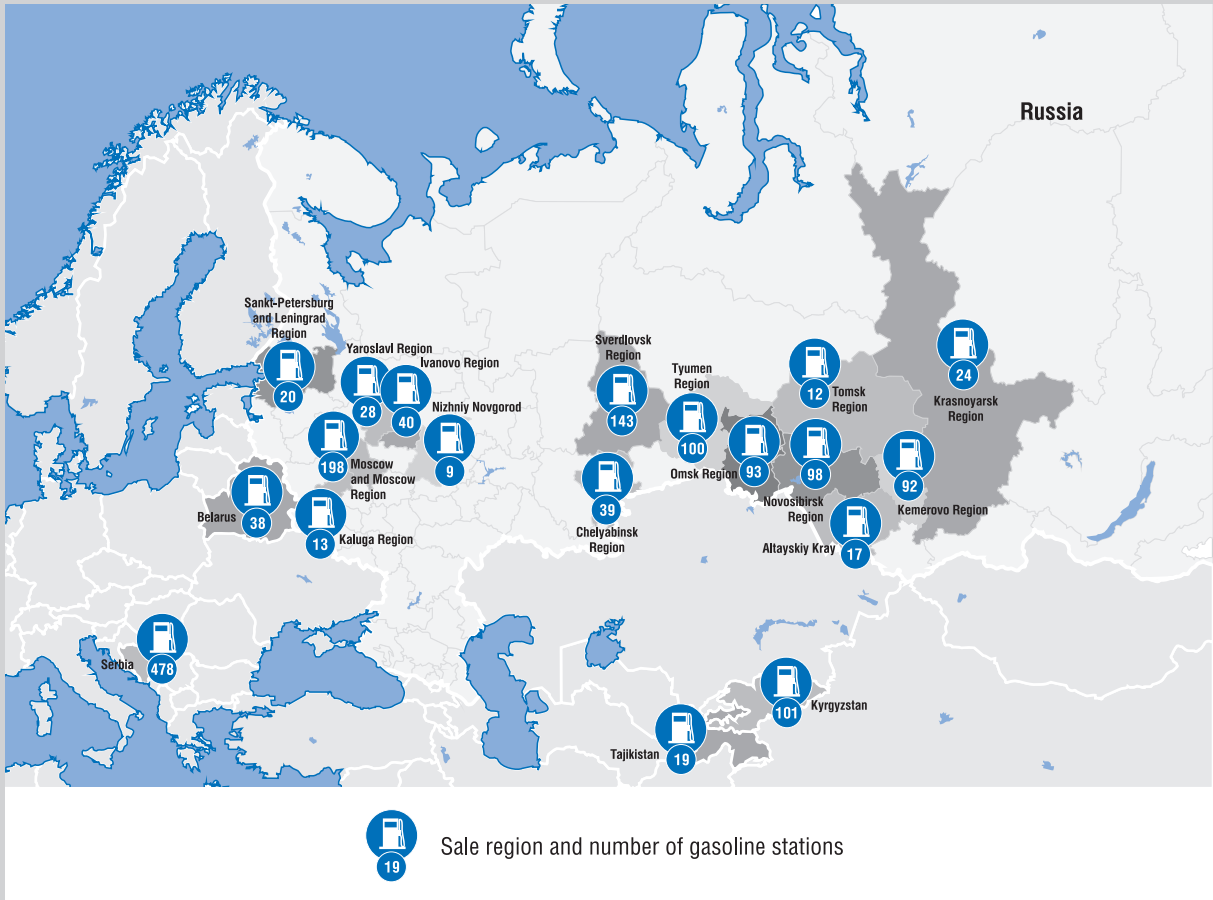 Russia
Sankt-Petersburg
and Leningrad
Region
20
Yaroslavl Region
28
Ivanovo Region
40
Nizhniy Novgorod
9
198
Moscow
and Moscow
Region
Belarus
38
13
Kaluga Region
Sverdlovsk
Region
143
Tyumen
Region
100
39
Chelyabinsk
Region
Omsk Region
93
12
Tomsk
Region
98
Novosibirsk
Region
24
Krasnoyarsk
Region
92
Kemerovo Region
Altayskiy Kray
17
Serbia
478
101
Kyrgyzstan
Tajikistan
19
19
Sale region and number of gasoline stations